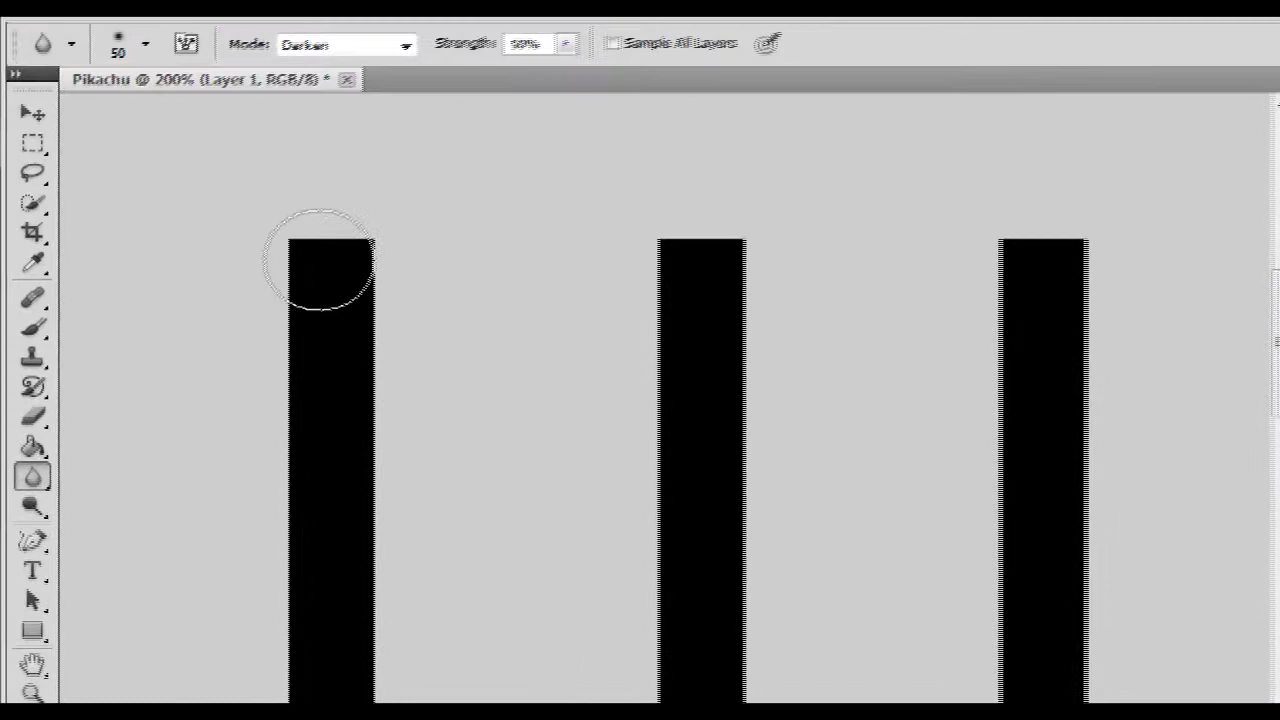 Mode: Darken Strength: 50% Sample All Layers
50
Pikachu @ 200% (Layer 1, RGB/8) *
T